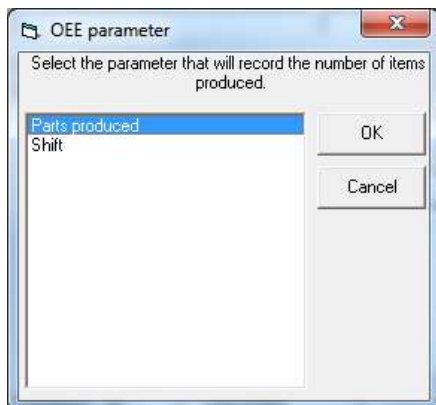 OEE parameter
Select the parameter that will record the number of items
produced.
Parts produced
Shift
OK
Cancel